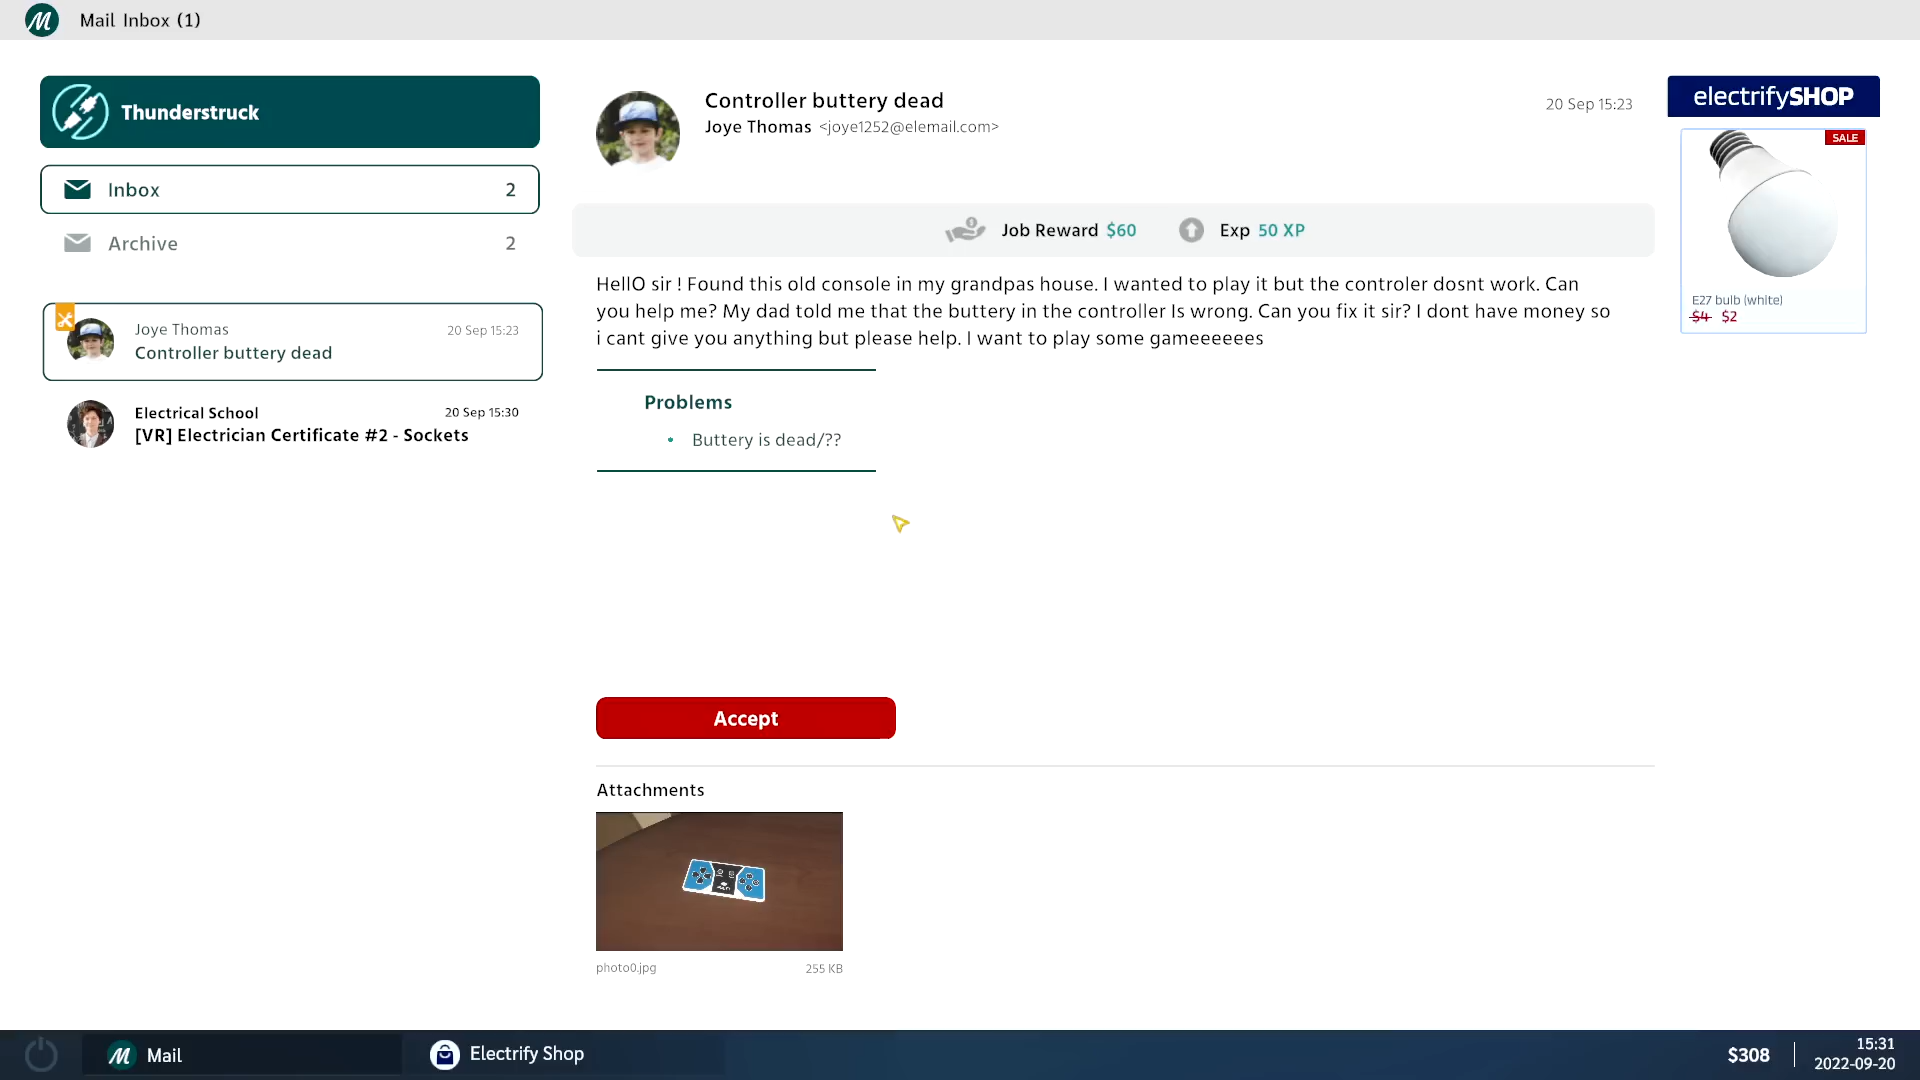 Mail Inbox (1)
Thunderstruck
Inbox 2
Archive 2
Joye Thomas 20 Sep 15:23
Controller buttery dead
Electrical School 20 Sep 15:30
[VR] Electrician Certificate #2 - Sockets
Controller buttery dead
Joye Thomas <joye1252@elemail.com>
20 Sep 15:23
Job Reward $60 Exp 50 XP
HellO sir ! Found this old console in my grandpas house. I wanted to play it but the controler dosnt work. Can
you help me? My dad told me that the buttery in the controller Is wrong. Can you fix it sir? I dont have money so
i cant give you anything but please help. I want to play some gameeeeees
Problems
• Buttery is dead/??
Accept
Attachments
photo0.jpg 255 KB
electrifySHOP
SALE
E27 bulb (white)
$4 $2
Mail
Electrify Shop
$308
15:31
2022-09-20